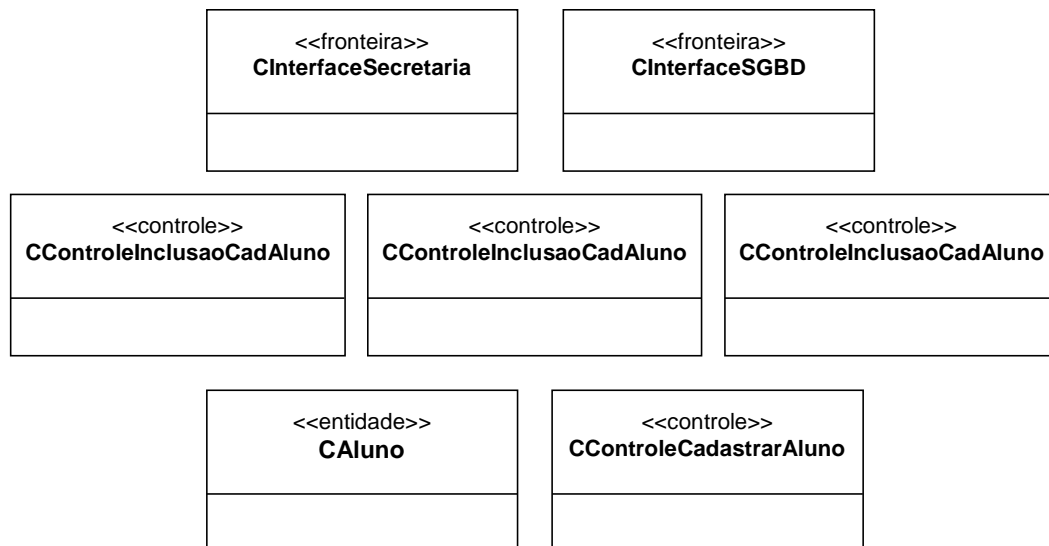 <<fronteira>>
CInterfaceSecretaria
<<fronteira>>
CInterfaceSGBD
<<controle>>
CControleInclusaoCadAluno
<<controle>>
CControleInclusaoCadAluno
<<controle>>
CControleInclusaoCadAluno
<<entidade>>
CAluno
<<controle>>
CControleCadastrarAluno